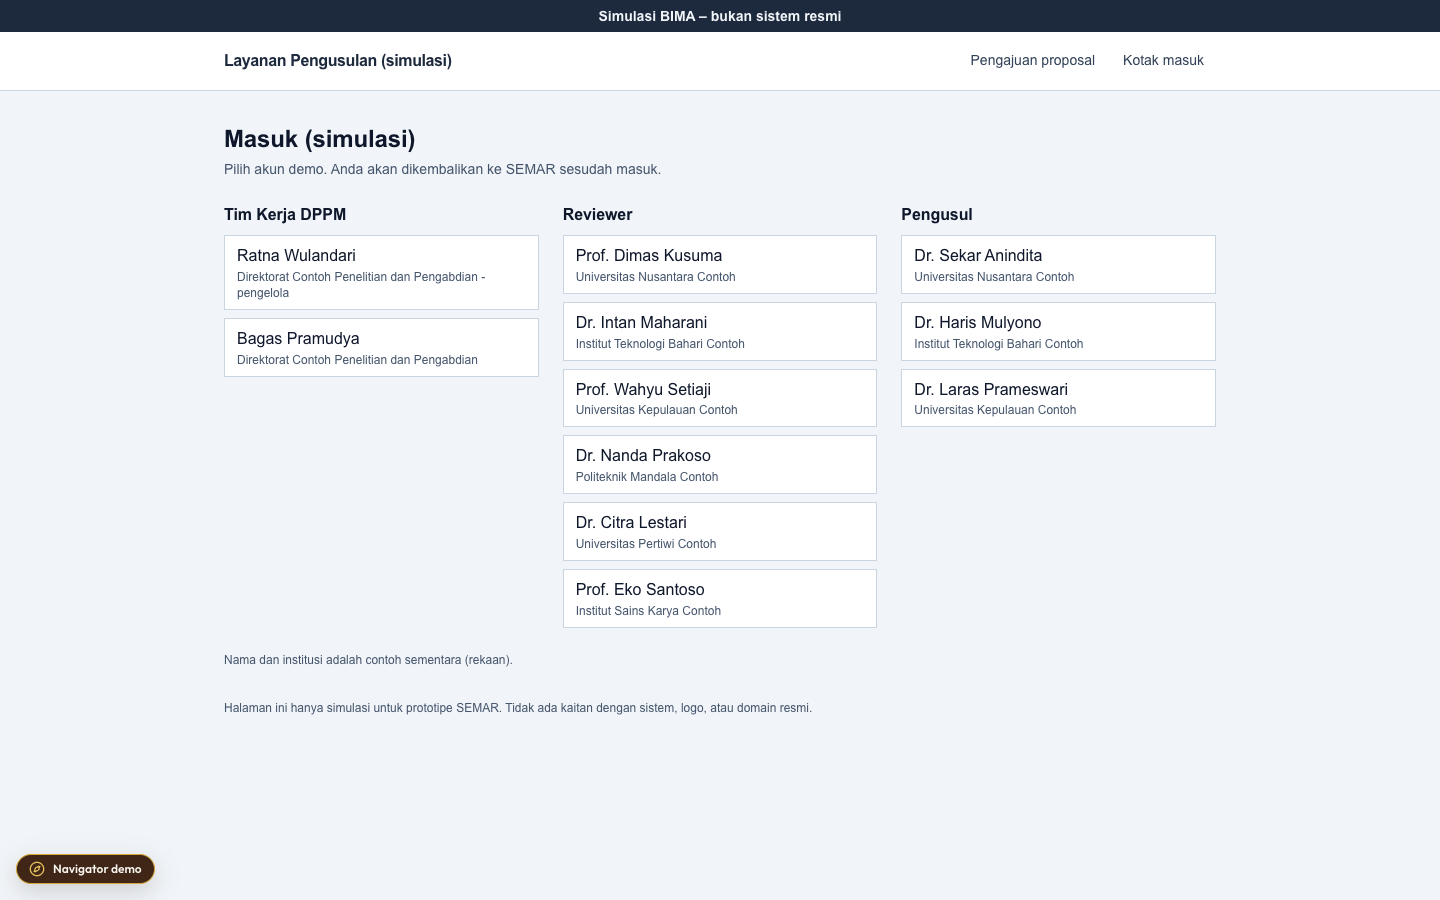 Simulasi BIMA – bukan sistem resmi
Layanan Pengusulan (simulasi)
Pengajuan proposal
Kotak masuk
Masuk (simulasi)
Pilih akun demo. Anda akan dikembalikan ke SEMAR sesudah masuk.
Tim Kerja DPPM
Ratna Wulandari
Direktorat Contoh Penelitian dan Pengabdian -
pengelola
Bagas Pramudya
Direktorat Contoh Penelitian dan Pengabdian
Reviewer
Prof. Dimas Kusuma
Universitas Nusantara Contoh
Dr. Intan Maharani
Institut Teknologi Bahari Contoh
Prof. Wahyu Setiaji
Universitas Kepulauan Contoh
Dr. Nanda Prakoso
Politeknik Mandala Contoh
Dr. Citra Lestari
Universitas Pertiwi Contoh
Prof. Eko Santoso
Institut Sains Karya Contoh
Pengusul
Dr. Sekar Anindita
Universitas Nusantara Contoh
Dr. Haris Mulyono
Institut Teknologi Bahari Contoh
Dr. Laras Prameswari
Universitas Kepulauan Contoh
Nama dan institusi adalah contoh sementara (rekaan).
Halaman ini hanya simulasi untuk prototipe SEMAR. Tidak ada kaitan dengan sistem, logo, atau domain resmi.
Navigator demo